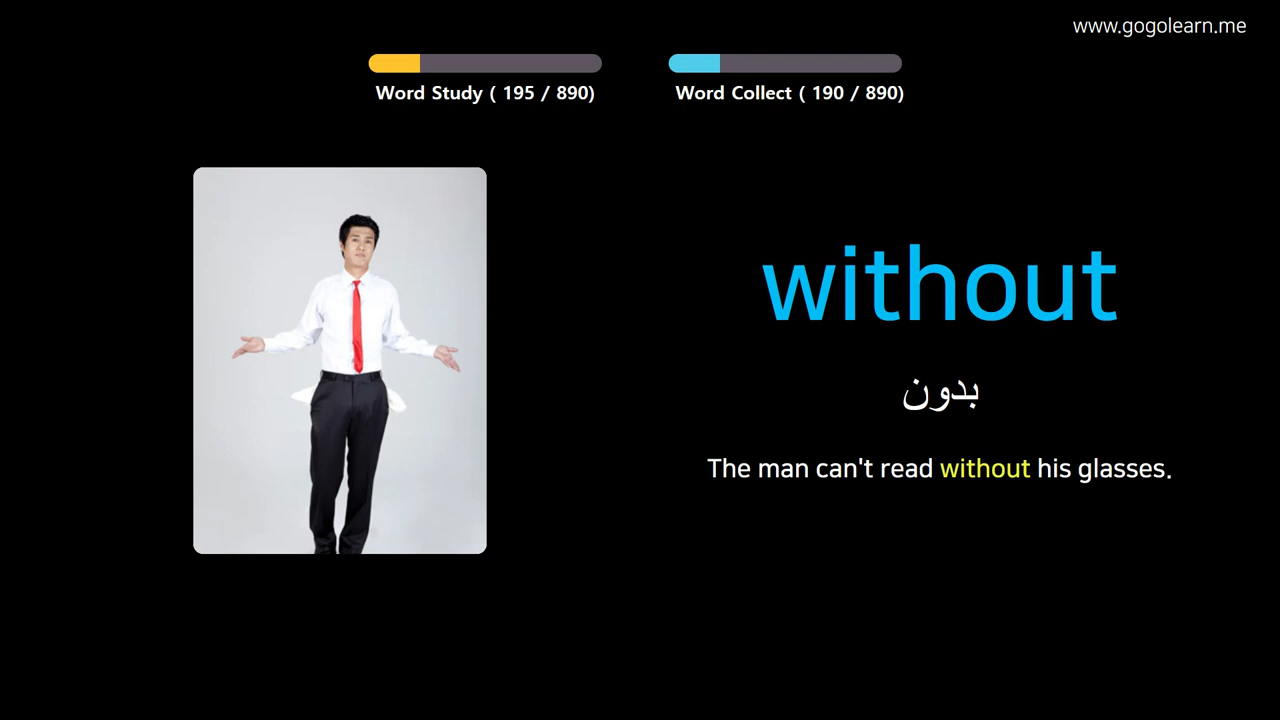 www.gogolearn.me
Word Study ( 195 / 890)
Word Collect ( 190 / 890)
without
بدون
The man can't read without his glasses.